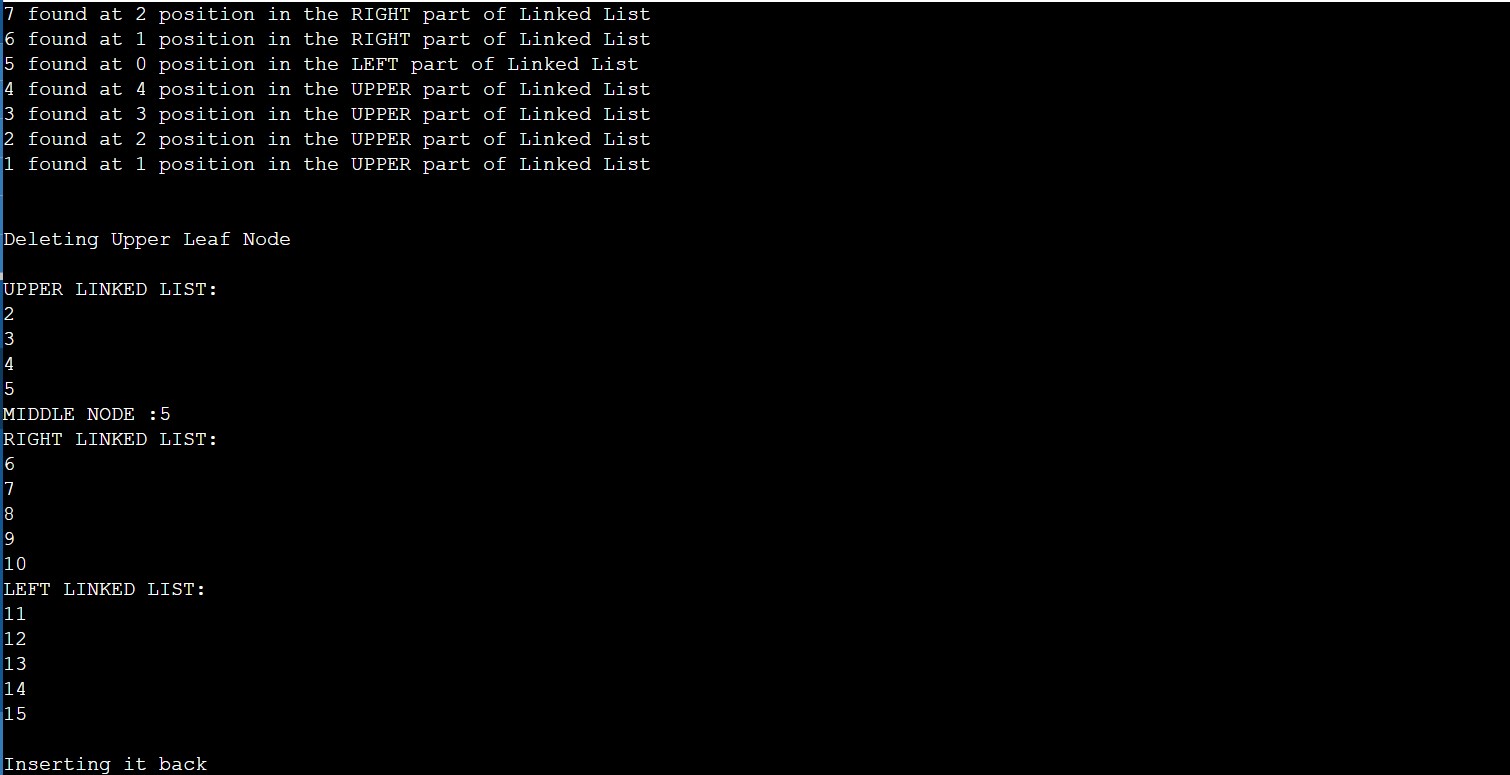 7 found at 2 position in the RIGHT part of Linked List
6 found at 1 position in the RIGHT part of Linked List
5 found at 0 position in the LEFT part of Linked List
4 found at 4 position in the UPPER part of Linked List
3 found at 3 position in the UPPER part of Linked List
2 found at 2 position in the UPPER part of Linked List
1 found at 1 position in the UPPER part of Linked List
Deleting Upper Leaf Node
UPPER LINKED LIST:
2
3
4
5
MIDDLE NODE :5
RIGHT LINKED LIST:
6
7
8
9
10
LEFT LINKED LIST:
11
12
13
14
15
Inserting it back